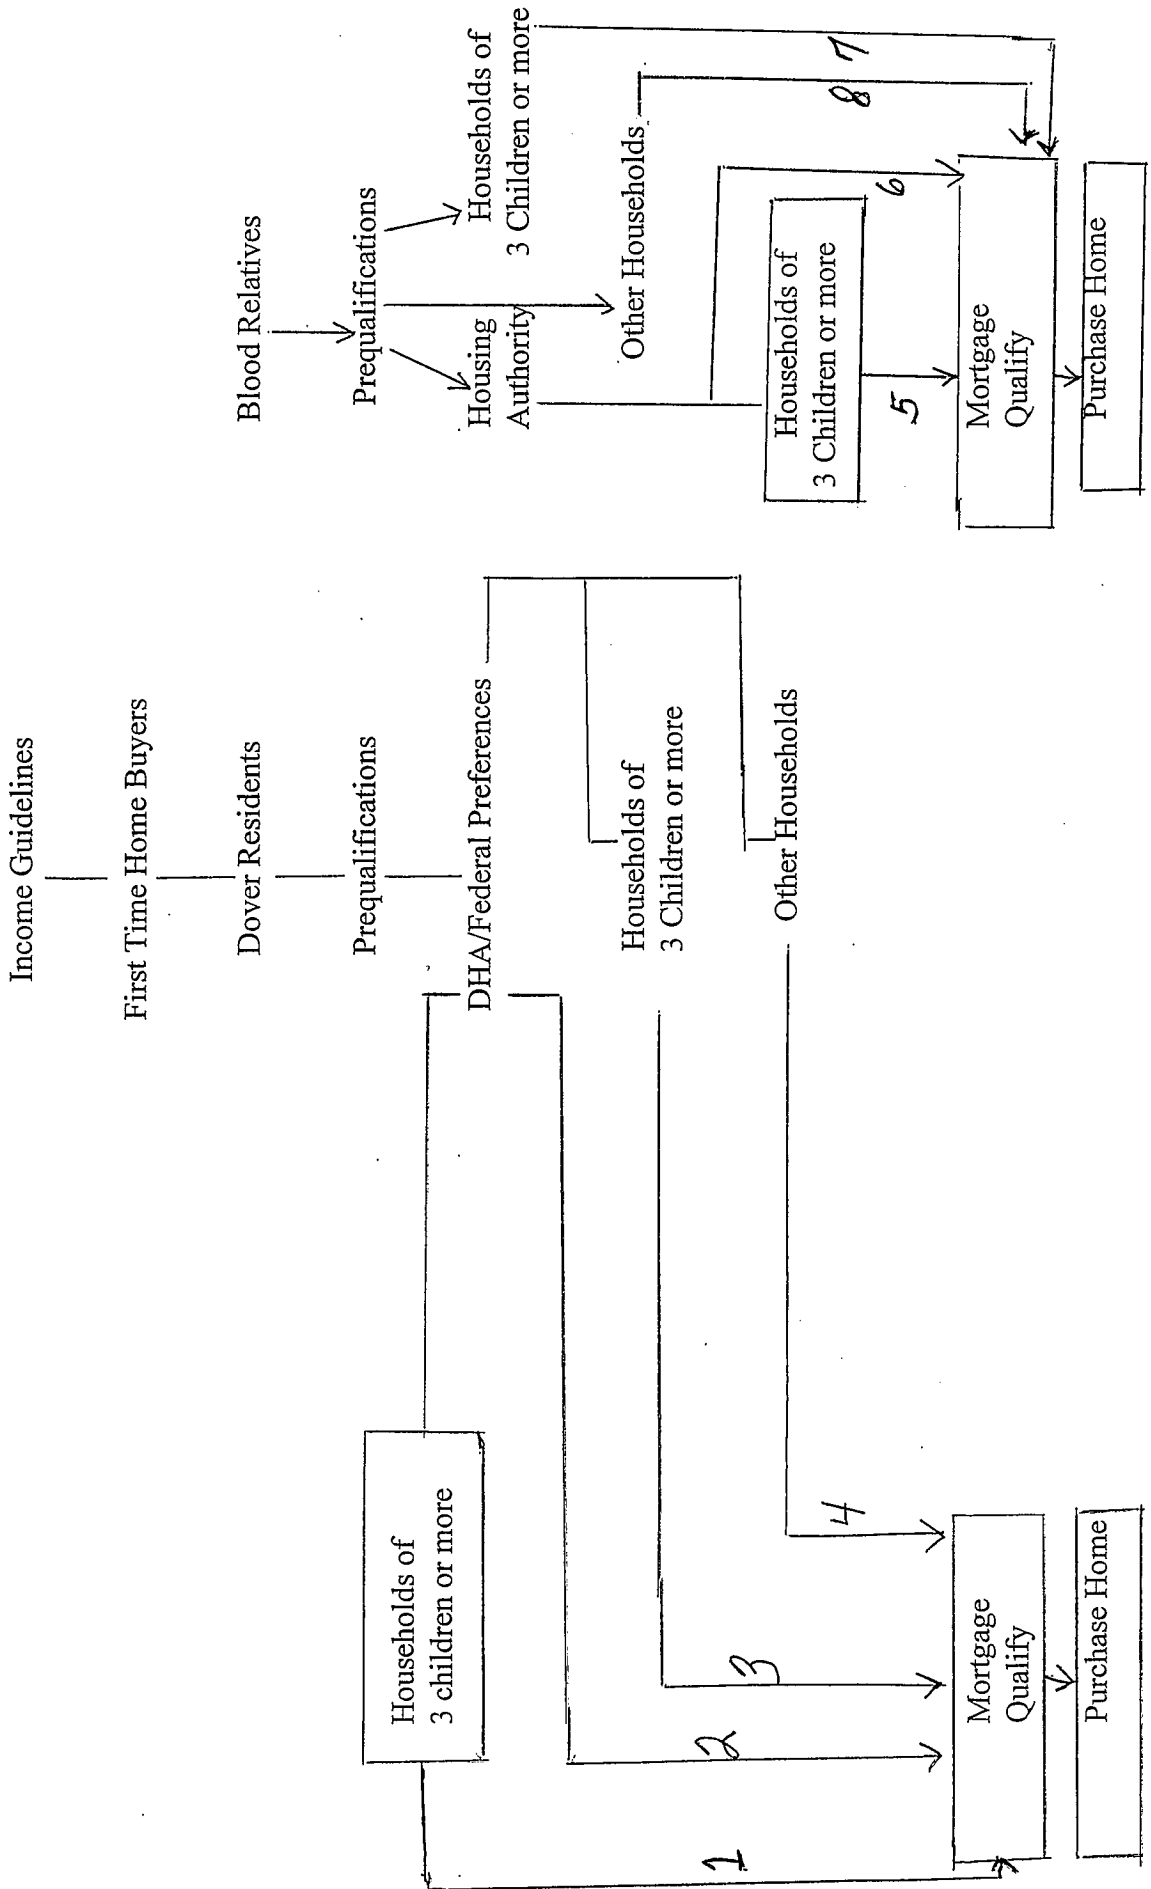 Income Guidelines
First Time Home Buyers
Dover Residents
Prequalifications
DHA/Federal Preferences
Households of
3 children or more
Households of
3 Children or more
Other Households
1
2
3
4
Mortgage
Qualify
Purchase Home
Blood Relatives
Prequalifications
Housing
Authority
Households of
3 Children or more
Other Households
Households of
3 Children or more
5
6
7
8
Mortgage
Qualify
Purchase Home